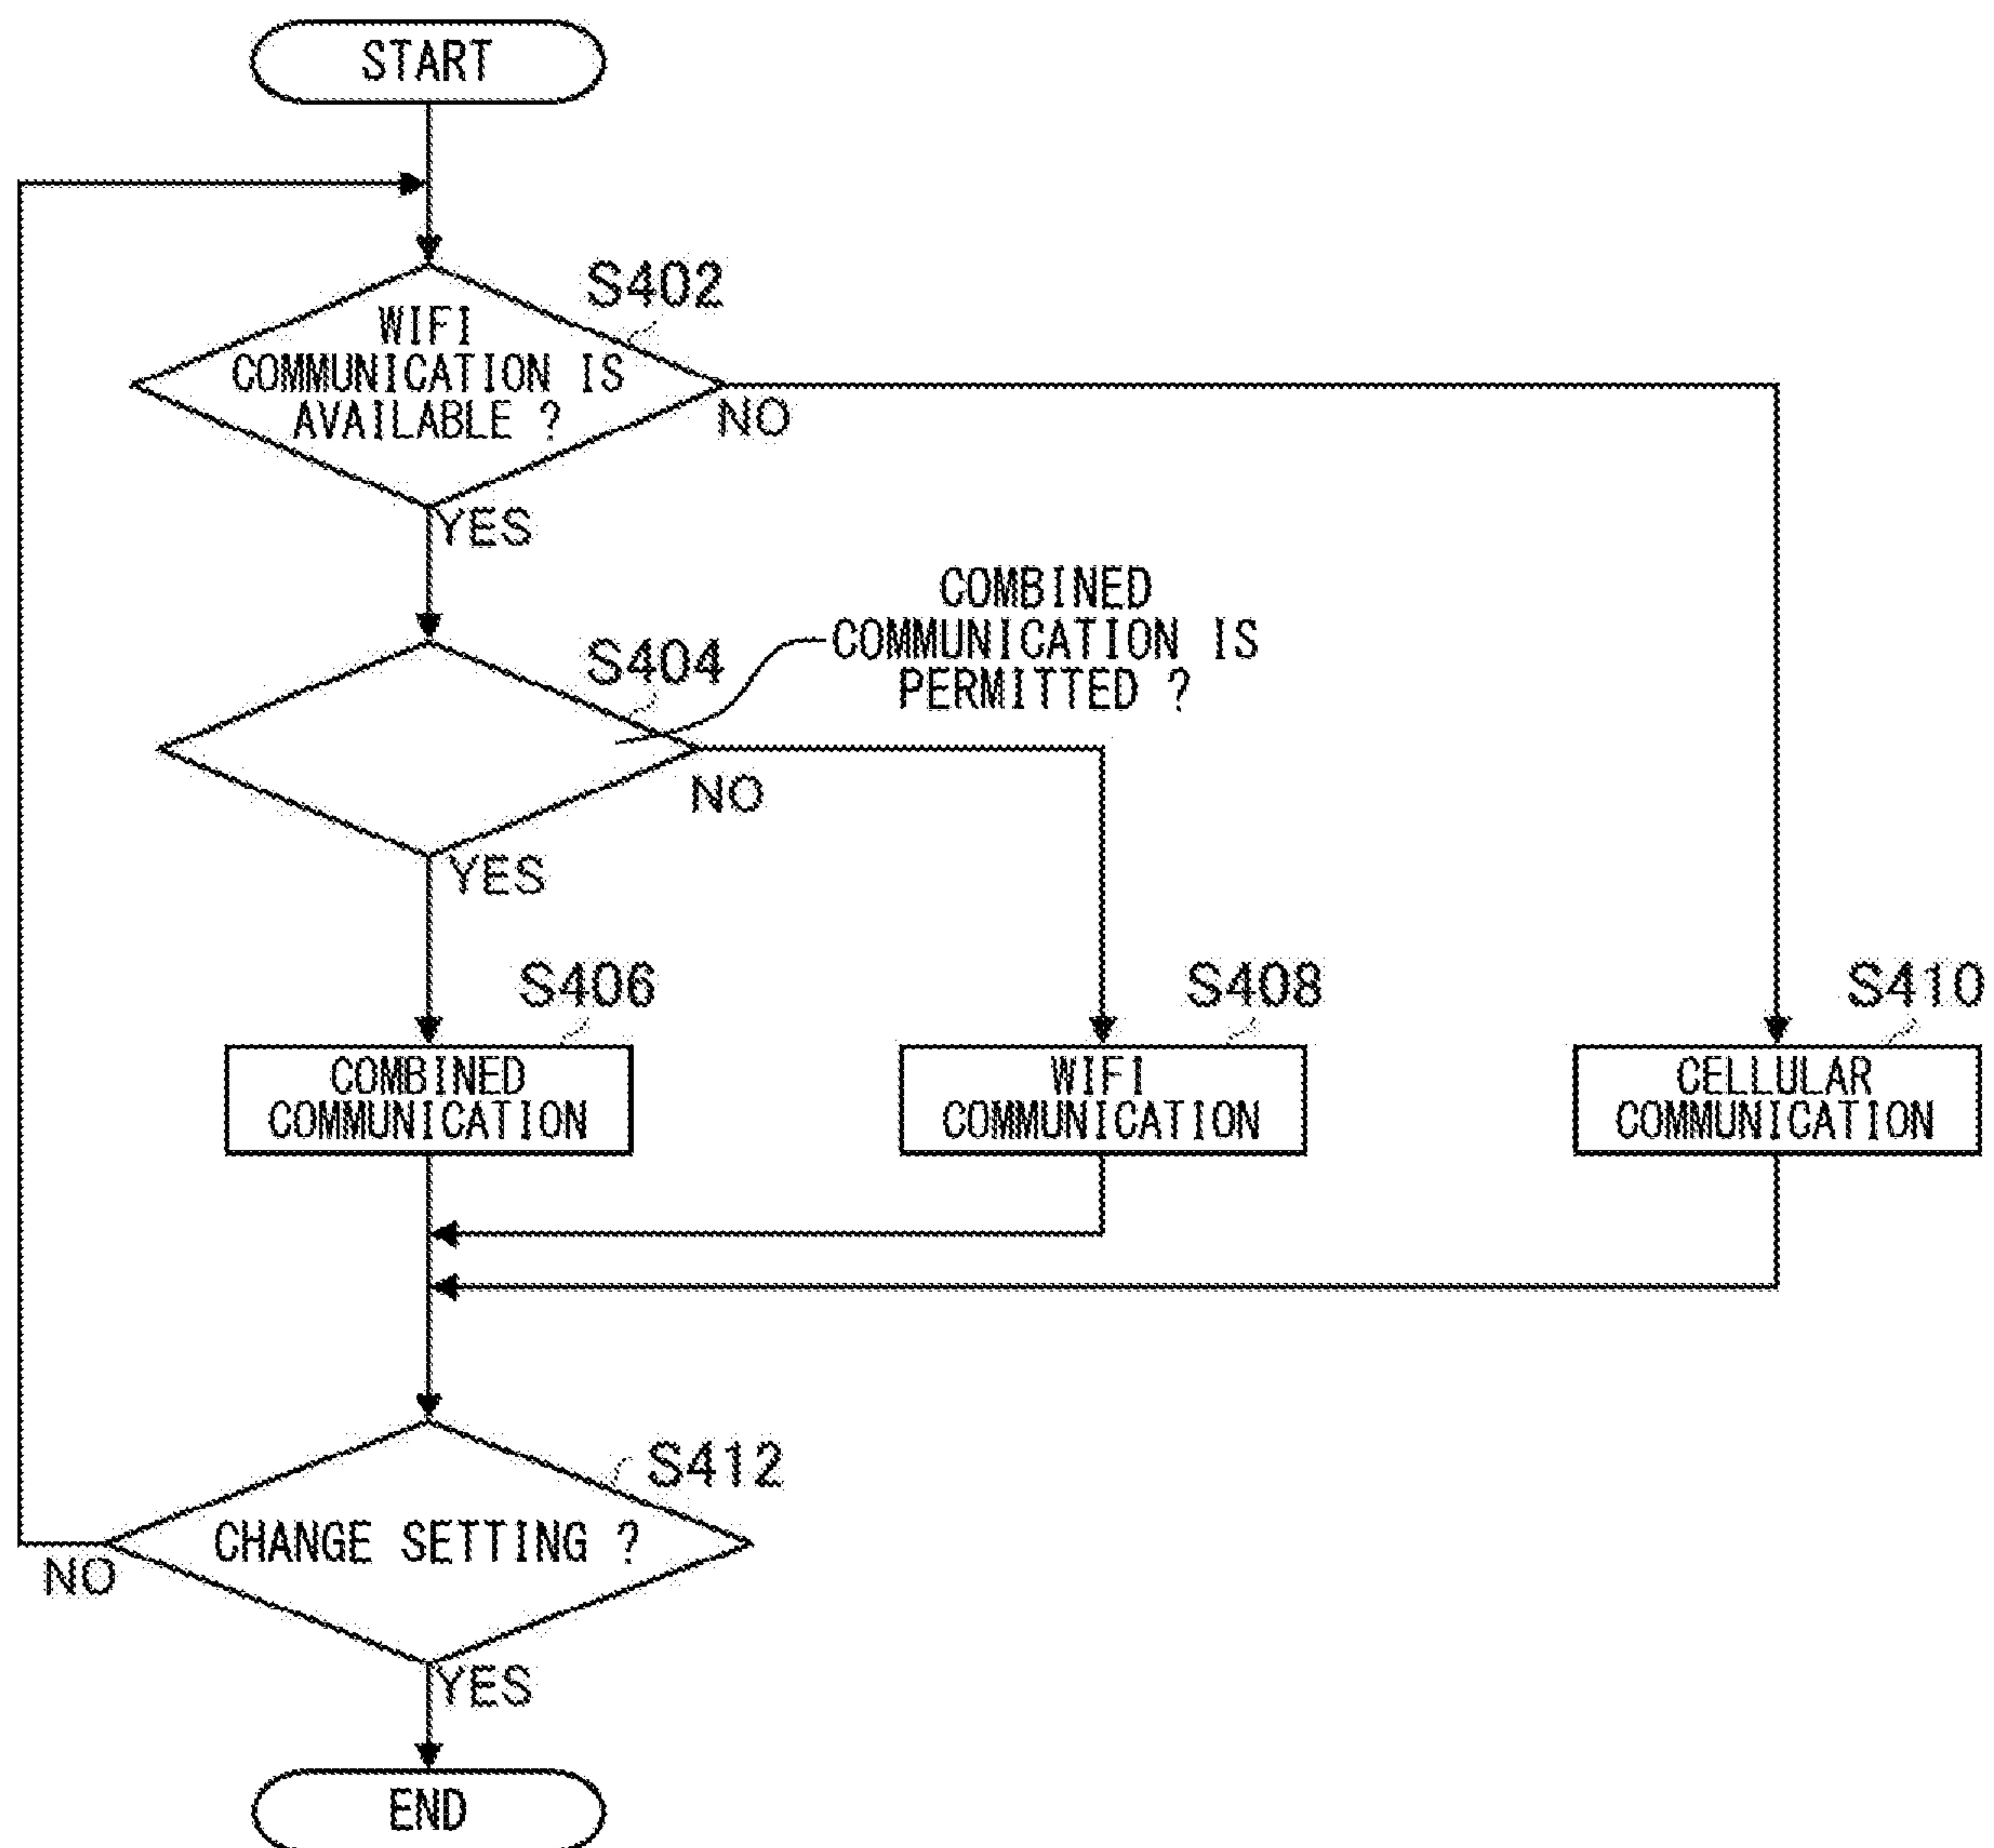 START
S402
WIFI
COMMUNICATION IS
AVAILABLE ?
NO
YES
COMBINED
COMMUNICATION IS
PERMITTED ?
S404
NO
YES
S406
COMBINED
COMMUNICATION
S408
WIFI
COMMUNICATION
S410
CELLULAR
COMMUNICATION
S412
CHANGE SETTING ?
NO
YES
END